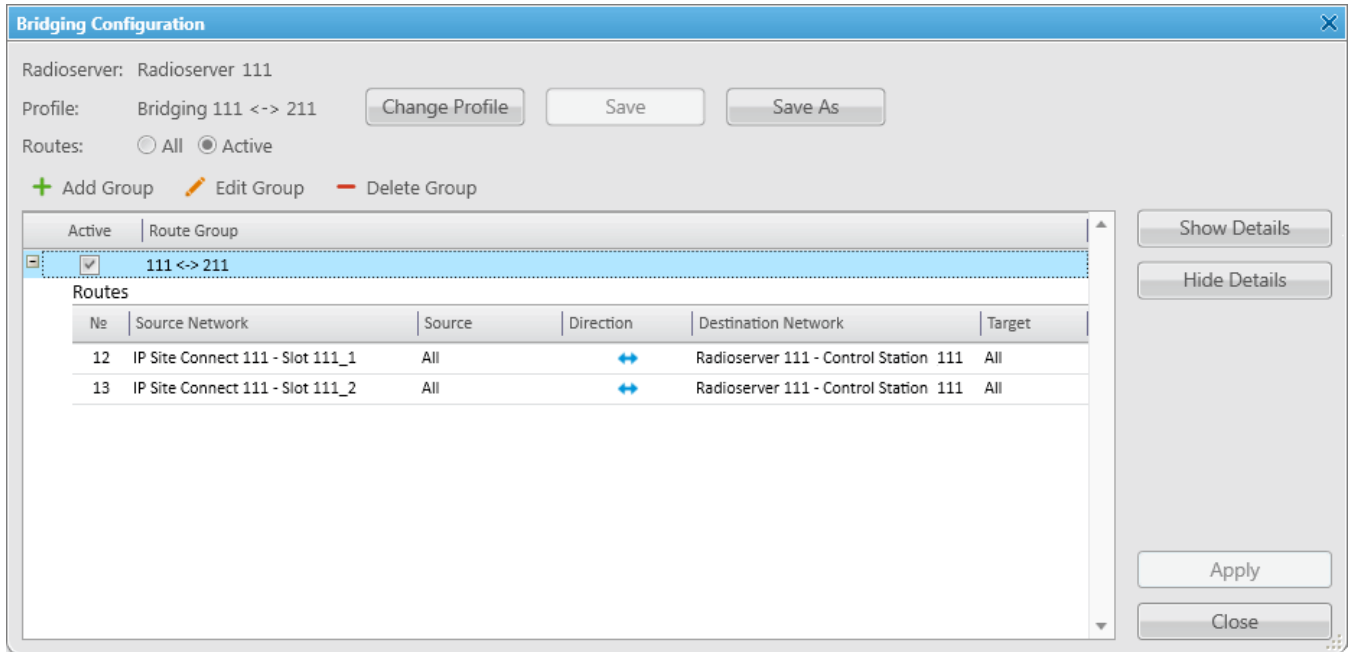 Bridging Configuration
Radioserver: Radioserver 111
Profile: Bridging 111 <-> 211 Change Profile Save Save As
Routes: All Active
Add Group Edit Group Delete Group
Active Route Group Show Details
111 <-> 211
Hide Details
Routes
№ Source Network Source Direction Destination Network Target
12 IP Site Connect 111 - Slot 111_1 All Radioserver 111 - Control Station 111 All
13 IP Site Connect 111 - Slot 111_2 All Radioserver 111 - Control Station 111 All
Apply
Close